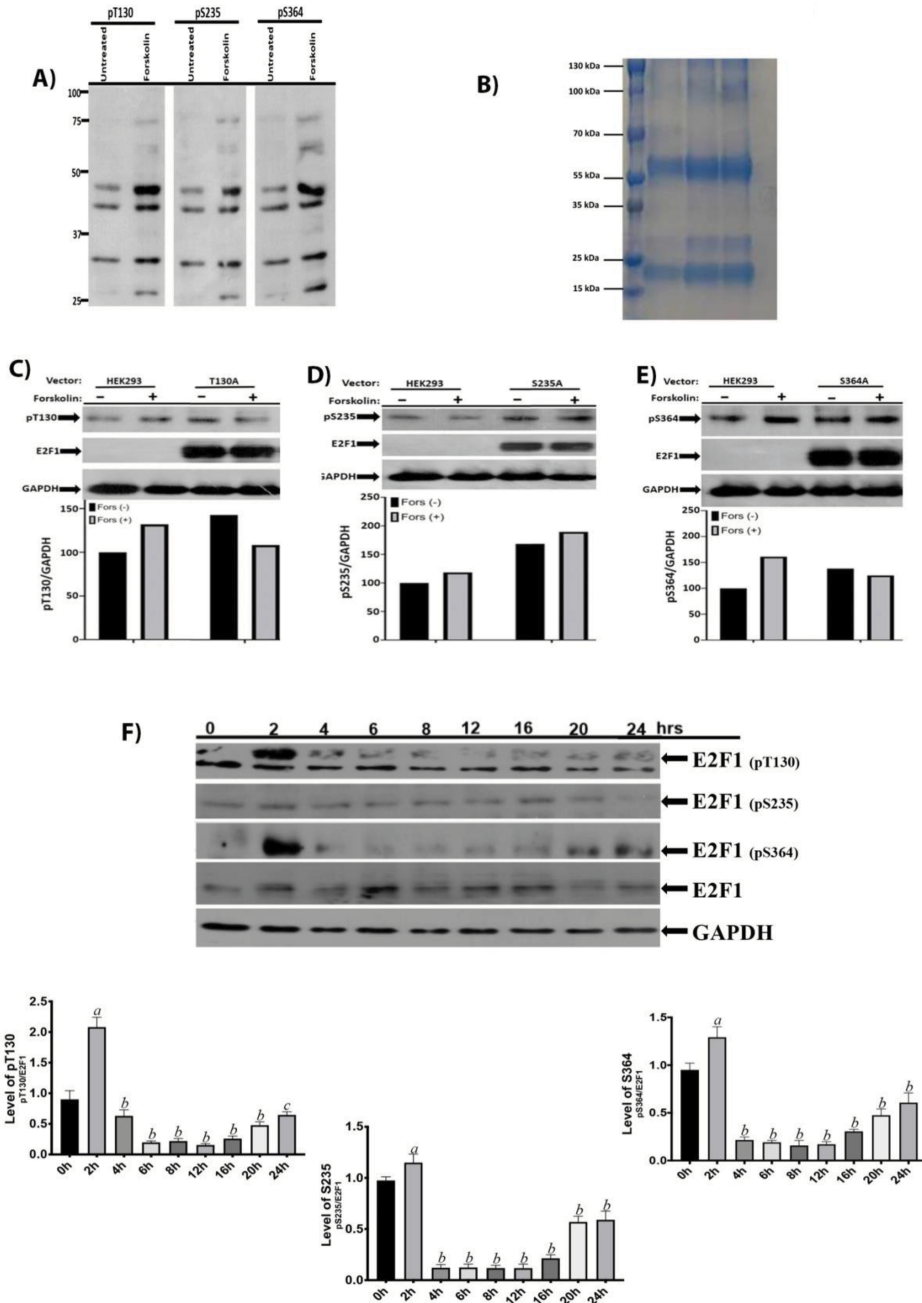 A)
pT130 pS235 pS364
Untreated Forskolin Untreated Forskolin Untreated Forskolin
100
75
50
37
25
B)
130 kDa
100 kDa
70 kDa
55 kDa
35 kDa
25 kDa
15 kDa
C)
Vector: HEK293 T130A
Forskolin: – + – +
pT130
E2F1
GAPDH
pT130/GAPDH
150
100
50
0
Fors (-)
Fors (+)
D)
Vector: HEK293 S235A
Forskolin: – + – +
pS235
E2F1
GAPDH
pS235/GAPDH
250
200
150
100
50
0
Fors (-)
Fors (+)
E)
Vector: HEK293 S364A
Forskolin: – + – +
pS364
E2F1
GAPDH
pS364/GAPDH
250
200
150
100
50
0
Fors (-)
Fors (+)
F)
0 2 4 6 8 12 16 20 24 hrs
E2F1 (pT130)
E2F1 (pS235)
E2F1 (pS364)
E2F1
GAPDH
Level of pT130
pT130/E2F1
2.5
2.0
1.5
1.0
0.5
0.0
a b b b b b b c
0h 2h 4h 6h 8h 12h 16h 20h 24h
Level of S235
pS235/E2F1
1.5
1.0
0.5
0.0
a b b b b b b b
0h 2h 4h 6h 8h 12h 16h 20h 24h
Level of S364
pS364/E2F1
1.5
1.0
0.5
0.0
a b b b b b b b
0h 2h 4h 6h 8h 12h 16h 20h 24h